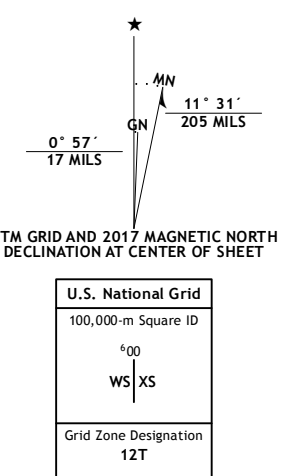 ★
MN
11° 31´
205 MILS
GN
0° 57´
17 MILS
TM GRID AND 2017 MAGNETIC NORTH
DECLINATION AT CENTER OF SHEET
U.S. National Grid
100,000-m Square ID
⁶00
WS XS
Grid Zone Designation
12T